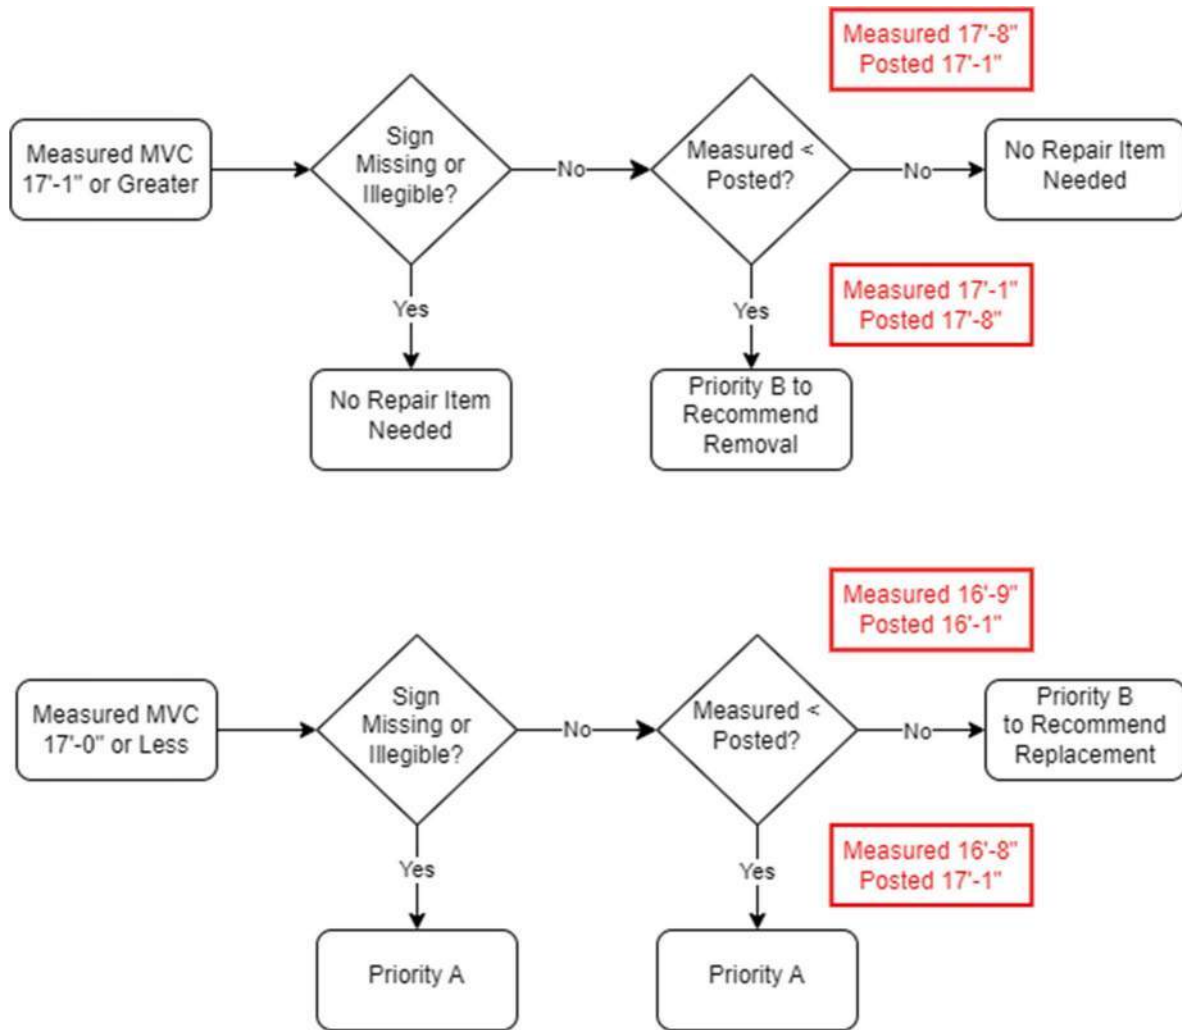 Measured 17'-8"
Posted 17'-1"
Measured MVC
17'-1" or Greater
Sign
Missing or
Illegible?
No
Measured <
Posted?
No
No Repair Item
Needed
Yes
No Repair Item
Needed
Measured 17'-1"
Posted 17'-8"
Yes
Priority B to
Recommend
Removal
Measured 16'-9"
Posted 16'-1"
Measured MVC
17'-0" or Less
Sign
Missing or
Illegible?
No
Measured <
Posted?
No
Priority B
to Recommend
Replacement
Yes
Priority A
Measured 16'-8"
Posted 17'-1"
Yes
Priority A